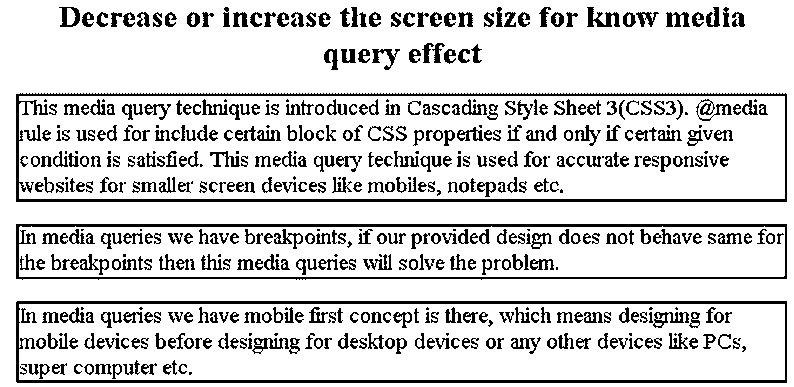 Decrease or increase the screen size for know media
query effect
This media query technique is introduced in Cascading Style Sheet 3(CSS3). @media
rule is used for include certain block of CSS properties if and only if certain given
condition is satisfied. This media query technique is used for accurate responsive
websites for smaller screen devices like mobiles, notepads etc.
In media queries we have breakpoints, if our provided design does not behave same for
the breakpoints then this media queries will solve the problem.
In media queries we have mobile first concept is there, which means designing for
mobile devices before designing for desktop devices or any other devices like PCs,
super computer etc.